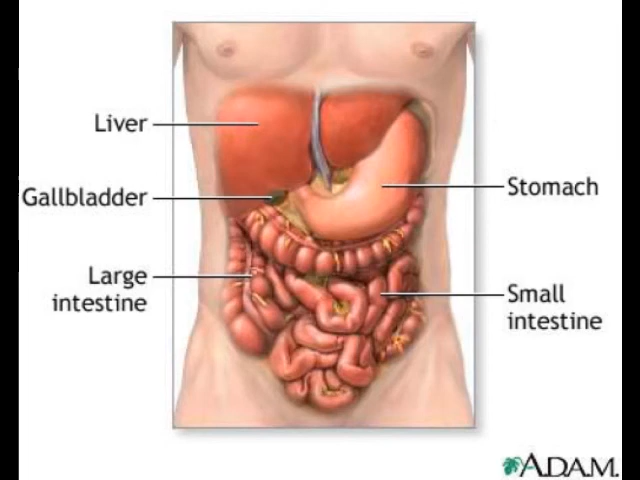 Liver
Gallbladder
Large
intestine
Stomach
Small
intestine
A.D.A.M.